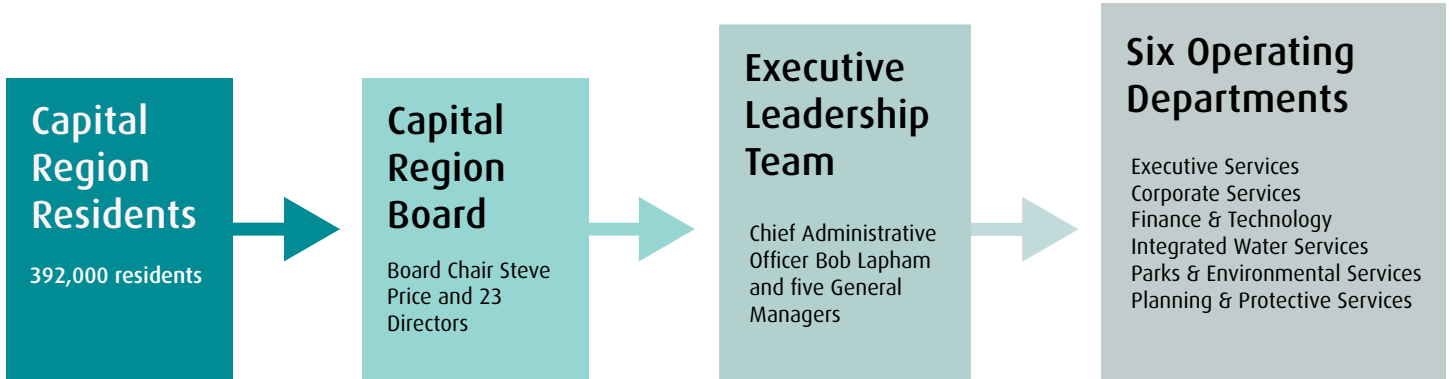 Capital
Region
Residents
392,000 residents
Capital
Region
Board
Board Chair Steve
Price and 23
Directors
Executive
Leadership
Team
Chief Administrative
Officer Bob Lapham
and five General
Managers
Six Operating
Departments
Executive Services
Corporate Services
Finance & Technology
Integrated Water Services
Parks & Environmental Services
Planning & Protective Services